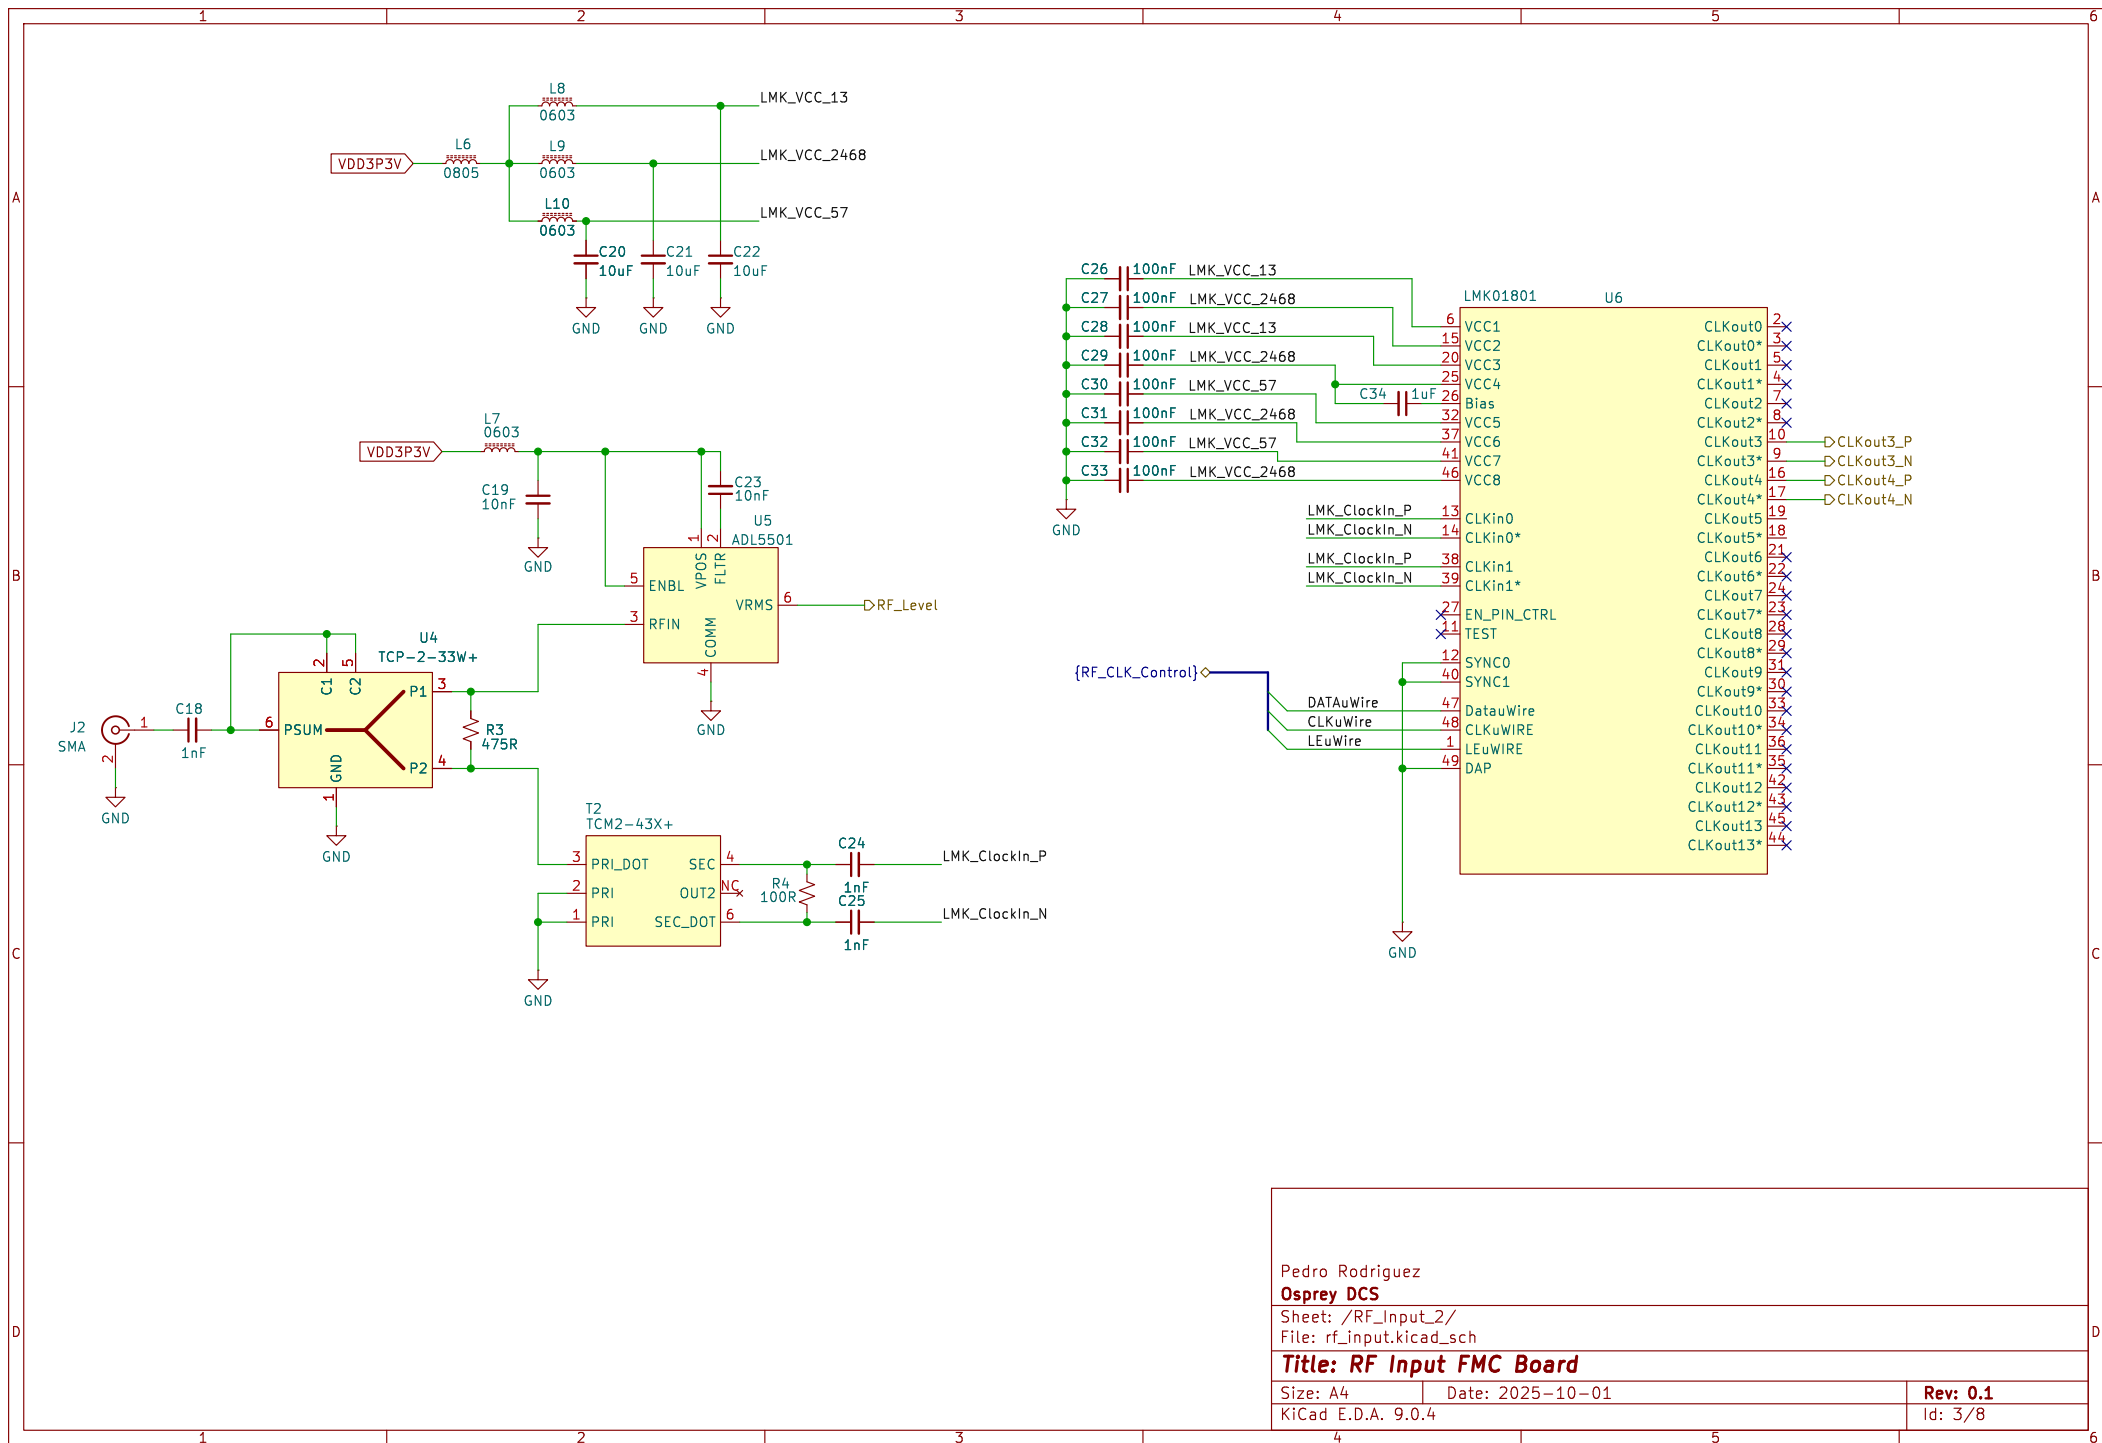 1 2 3 4 5 6
A
B
C
D
A
B
C
D
1 2 3 4 5 6
L8
0603
LMK_VCC_13
VDD3P3V
L6
0805
L9
0603
LMK_VCC_2468
L10
0603
LMK_VCC_57
C20
10uF
C21
10uF
C22
10uF
GND
GND
GND
VDD3P3V
L7
0603
C19
10nF
GND
C23
10nF
U5
ADL5501
1 VPOS
2 FLTR
5 ENBL
3 RFIN
VRMS 6
COMM 4
RF_Level
GND
J2
SMA
1
2
GND
C18
1nF
U4
TCP-2-33W+
2 C1
5 C2
6 PSUM
P1 3
P2 4
GND 1
GND
R3
475R
T2
TCM2-43X+
3 PRI_DOT
2 PRI
1 PRI
SEC 4
OUT2 NC
SEC_DOT 6
GND
R4
100R
C24
1nF
C25
1nF
LMK_ClockIn_P
LMK_ClockIn_N
C26 100nF LMK_VCC_13
C27 100nF LMK_VCC_2468
C28 100nF LMK_VCC_13
C29 100nF LMK_VCC_2468
C30 100nF LMK_VCC_57
C31 100nF LMK_VCC_2468
C32 100nF LMK_VCC_57
C33 100nF LMK_VCC_2468
GND
C34 1uF
LMK_ClockIn_P
LMK_ClockIn_N
LMK_ClockIn_P
LMK_ClockIn_N
{RF_CLK_Control}
DATAuWire
CLKuWire
LEuWire
GND
LMK01801
U6
6 VCC1
15 VCC2
20 VCC3
25 VCC4
26 Bias
32 VCC5
37 VCC6
41 VCC7
46 VCC8
13 CLKin0
14 CLKin0*
38 CLKin1
39 CLKin1*
27 EN_PIN_CTRL
11 TEST
12 SYNC0
40 SYNC1
47 DatauWire
48 CLKuWIRE
1 LEuWIRE
49 DAP
CLKout0 2
CLKout0* 3
CLKout1 5
CLKout1* 4
CLKout2 7
CLKout2* 8
CLKout3 10 CLKout3_P
CLKout3* 9 CLKout3_N
CLKout4 16 CLKout4_P
CLKout4* 17 CLKout4_N
CLKout5 19
CLKout5* 18
CLKout6 21
CLKout6* 22
CLKout7 24
CLKout7* 23
CLKout8 28
CLKout8* 29
CLKout9 31
CLKout9* 30
CLKout10 33
CLKout10* 34
CLKout11 36
CLKout11* 35
CLKout12 42
CLKout12* 43
CLKout13 45
CLKout13* 44
Pedro Rodriguez
Osprey DCS
Sheet: /RF_Input_2/
File: rf_input.kicad_sch
Title: RF Input FMC Board
Size: A4 Date: 2025-10-01 Rev: 0.1
KiCad E.D.A. 9.0.4 Id: 3/8